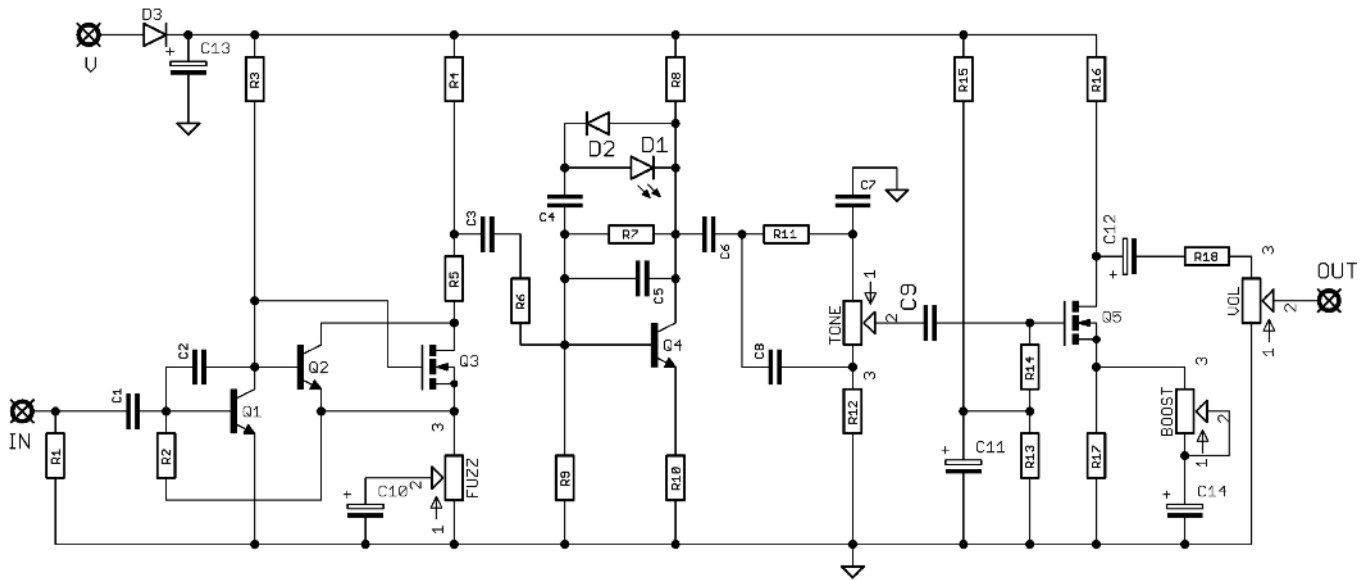 D3
V
C13
+
R3
R4
R8
R15
R16
D2
D1
C7
C4
C3
R7
C6
R11
C12
+
R18
3
OUT
R5
R6
C5
TONE
1
2
C9
Q5
VOL
2
1
C2
Q2
Q3
Q4
C8
3
R14
3
BOOST
2
1
C1
Q1
IN
R1
R2
3
FUZZ
2
1
C10
+
R9
R10
R12
C11
+
R13
R17
C14
+